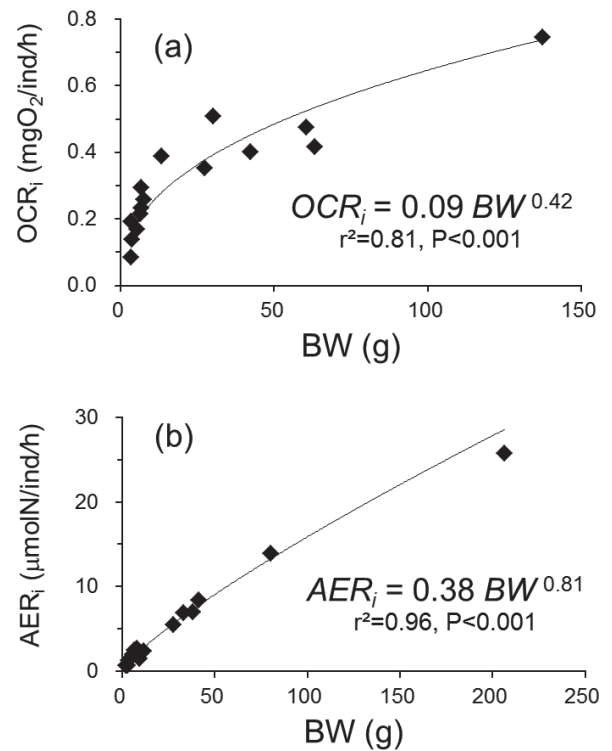 (a)
OCRi (mgO2/ind/h)
0.8
0.6
0.4
0.2
0.0
OCRi = 0.09 BW 0.42
r²=0.81, P<0.001
0 50 100 150
BW (g)
(b)
AERi (µmolN/ind/h)
30
20
10
0
AERi = 0.38 BW 0.81
r²=0.96, P<0.001
0 50 100 150 200 250
BW (g)